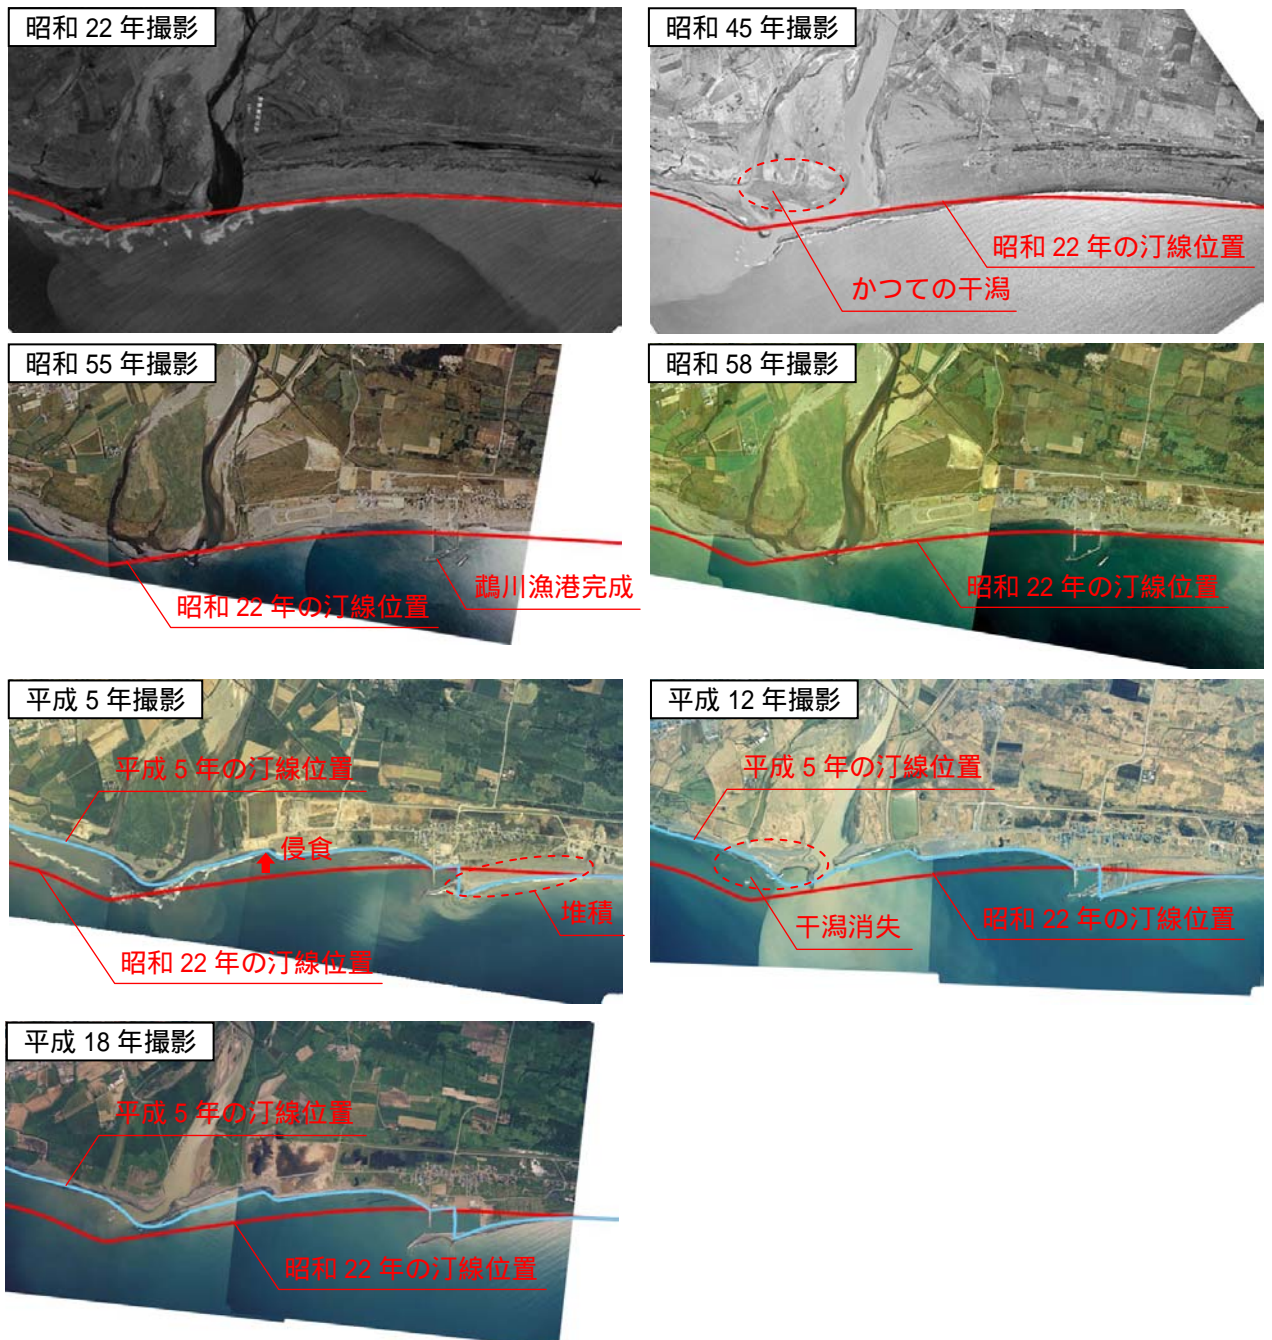 昭和 22 年撮影
昭和 45 年撮影
昭和 22 年の汀線位置
かつての干潟
昭和 55 年撮影
昭和 22 年の汀線位置
鵡川漁港完成
昭和 58 年撮影
昭和 22 年の汀線位置
平成 5 年撮影
平成 5 年の汀線位置
侵食
堆積
昭和 22 年の汀線位置
平成 12 年撮影
平成 5 年の汀線位置
干潟消失
昭和 22 年の汀線位置
平成 18 年撮影
平成 5 年の汀線位置
昭和 22 年の汀線位置